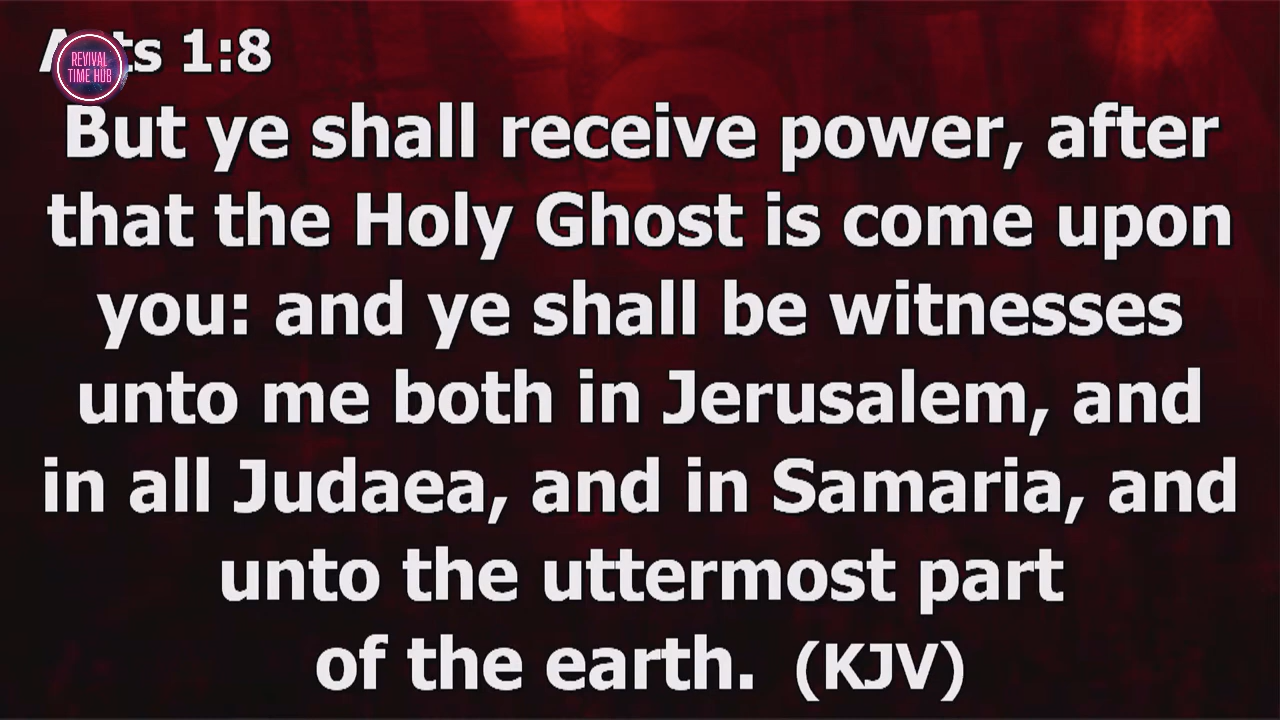 Acts 1:8
REVIVAL
TIME HUB
But ye shall receive power, after
that the Holy Ghost is come upon
you: and ye shall be witnesses
unto me both in Jerusalem, and
in all Judaea, and in Samaria, and
unto the uttermost part
of the earth. (KJV)